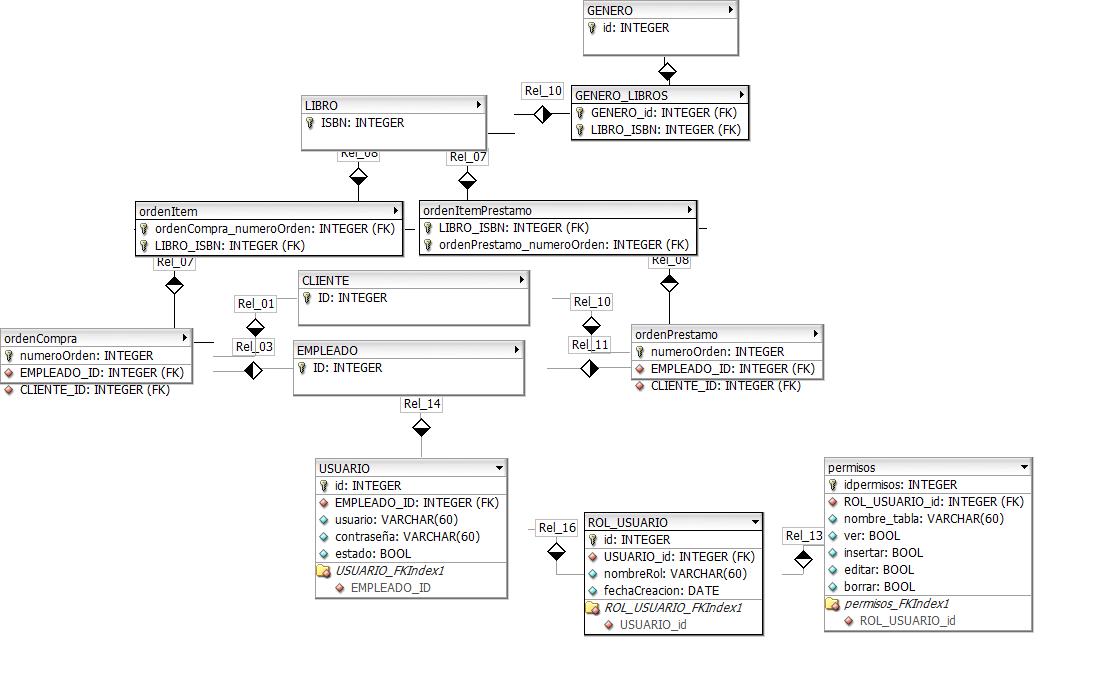 GENERO
id: INTEGER
Rel_10
GENERO_LIBROS
GENERO_id: INTEGER (FK)
LIBRO_ISBN: INTEGER (FK)
LIBRO
ISBN: INTEGER
Rel_08
Rel_07
ordenItem
ordenCompra_numeroOrden: INTEGER (FK)
LIBRO_ISBN: INTEGER (FK)
ordenItemPrestamo
LIBRO_ISBN: INTEGER (FK)
ordenPrestamo_numeroOrden: INTEGER (FK)
Rel_07
Rel_08
CLIENTE
ID: INTEGER
Rel_01
Rel_10
ordenCompra
numeroOrden: INTEGER
EMPLEADO_ID: INTEGER (FK)
CLIENTE_ID: INTEGER (FK)
Rel_03
EMPLEADO
ID: INTEGER
Rel_11
ordenPrestamo
numeroOrden: INTEGER
EMPLEADO_ID: INTEGER (FK)
CLIENTE_ID: INTEGER (FK)
Rel_14
USUARIO
id: INTEGER
EMPLEADO_ID: INTEGER (FK)
usuario: VARCHAR(60)
contraseña: VARCHAR(60)
estado: BOOL
USUARIO_FKIndex1
EMPLEADO_ID
Rel_16
ROL_USUARIO
id: INTEGER
USUARIO_id: INTEGER (FK)
nombreRol: VARCHAR(60)
fechaCreacion: DATE
ROL_USUARIO_FKIndex1
USUARIO_id
Rel_13
permisos
idpermisos: INTEGER
ROL_USUARIO_id: INTEGER (FK)
nombre_tabla: VARCHAR(60)
ver: BOOL
insertar: BOOL
editar: BOOL
borrar: BOOL
permisos_FKIndex1
ROL_USUARIO_id